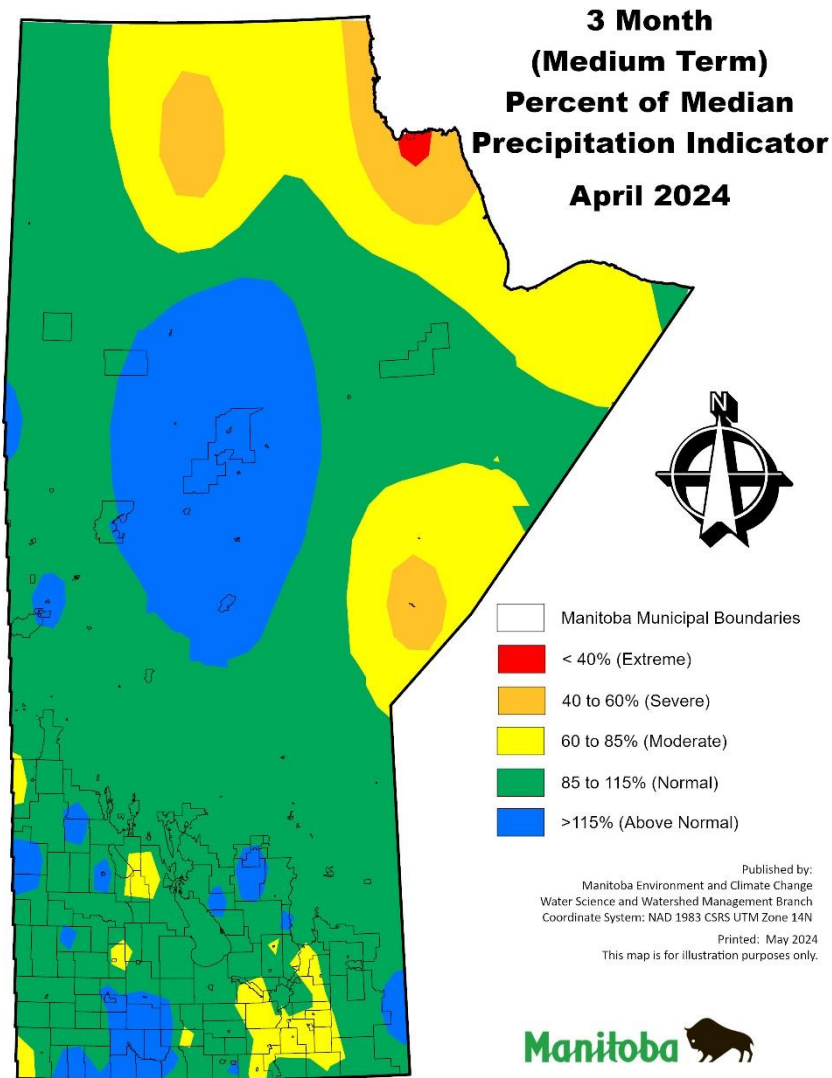 3 Month
(Medium Term)
Percent of Median
Precipitation Indicator
April 2024
N
Manitoba Municipal Boundaries
< 40% (Extreme)
40 to 60% (Severe)
60 to 85% (Moderate)
85 to 115% (Normal)
>115% (Above Normal)
Published by:
Manitoba Environment and Climate Change
Water Science and Watershed Management Branch
Coordinate System: NAD 1983 CSRS UTM Zone 14N
Printed: May 2024
This map is for illustration purposes only.
Manitoba